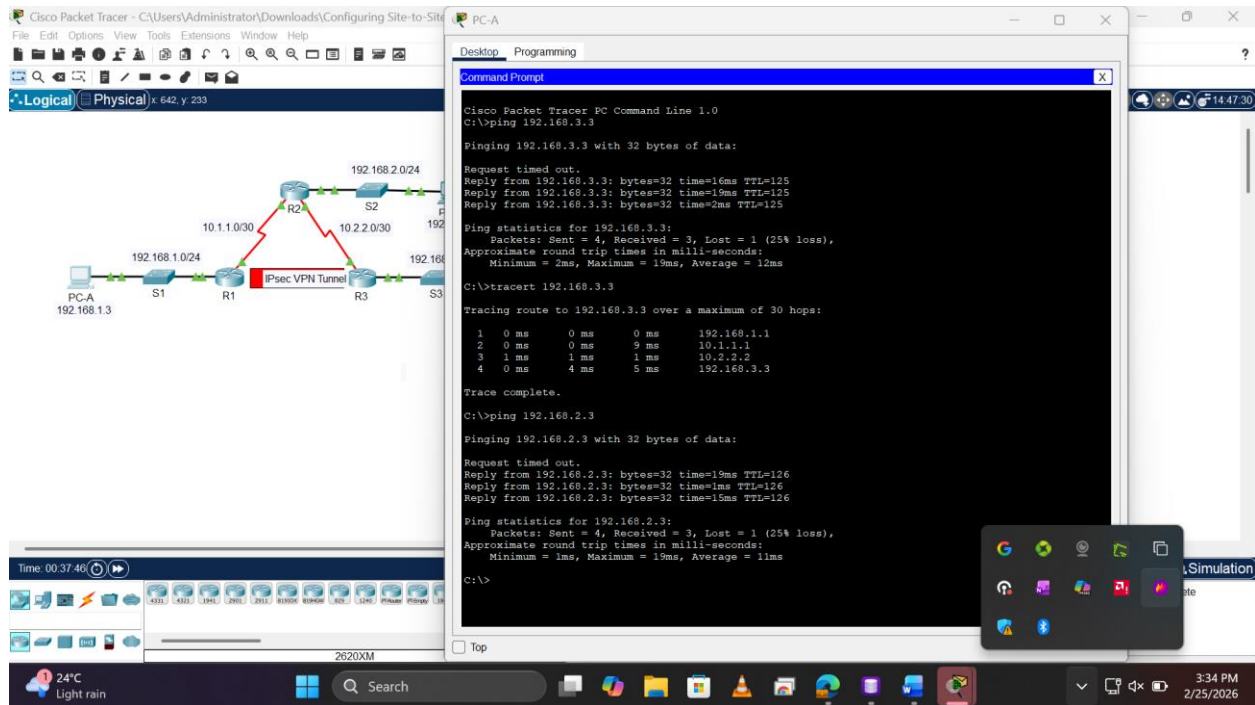 Cisco Packet Tracer - C:\Users\Administrator\Downloads\Configuring Site-to-Site
File Edit Options View Tools Extensions Window Help
Logical Physical x: 642, y: 233
14:47:30
?
192.168.2.0/24
R2
S2
10.1.1.0/30
10.2.2.0/30
192
192.168.1.0/24
192.168
IPsec VPN Tunnel
PC-A
192.168.1.3
S1
R1
R3
S3
PC-A
Desktop Programming
Command Prompt
X
Cisco Packet Tracer PC Command Line 1.0
C:\>ping 192.168.3.3
Pinging 192.168.3.3 with 32 bytes of data:
Request timed out.
Reply from 192.168.3.3: bytes=32 time=16ms TTL=125
Reply from 192.168.3.3: bytes=32 time=19ms TTL=125
Reply from 192.168.3.3: bytes=32 time=2ms TTL=125
Ping statistics for 192.168.3.3:
Packets: Sent = 4, Received = 3, Lost = 1 (25% loss),
Approximate round trip times in milli-seconds:
Minimum = 2ms, Maximum = 19ms, Average = 12ms
C:\>tracert 192.168.3.3
Tracing route to 192.168.3.3 over a maximum of 30 hops:
1 0 ms 0 ms 0 ms 192.168.1.1
2 0 ms 0 ms 9 ms 10.1.1.1
3 1 ms 1 ms 1 ms 10.2.2.2
4 0 ms 4 ms 5 ms 192.168.3.3
Trace complete.
C:\>ping 192.168.2.3
Pinging 192.168.2.3 with 32 bytes of data:
Request timed out.
Reply from 192.168.2.3: bytes=32 time=19ms TTL=126
Reply from 192.168.2.3: bytes=32 time=1ms TTL=126
Reply from 192.168.2.3: bytes=32 time=15ms TTL=126
Ping statistics for 192.168.2.3:
Packets: Sent = 4, Received = 3, Lost = 1 (25% loss),
Approximate round trip times in milli-seconds:
Minimum = 1ms, Maximum = 19ms, Average = 11ms
C:\>
Top
Time: 00:37:46
Simulation
4331 4321 1941 2901 2911 819IOX 819HGW 829 1240
ete
2620XM
1
24°C
Light rain
Search
3:34 PM
2/25/2026